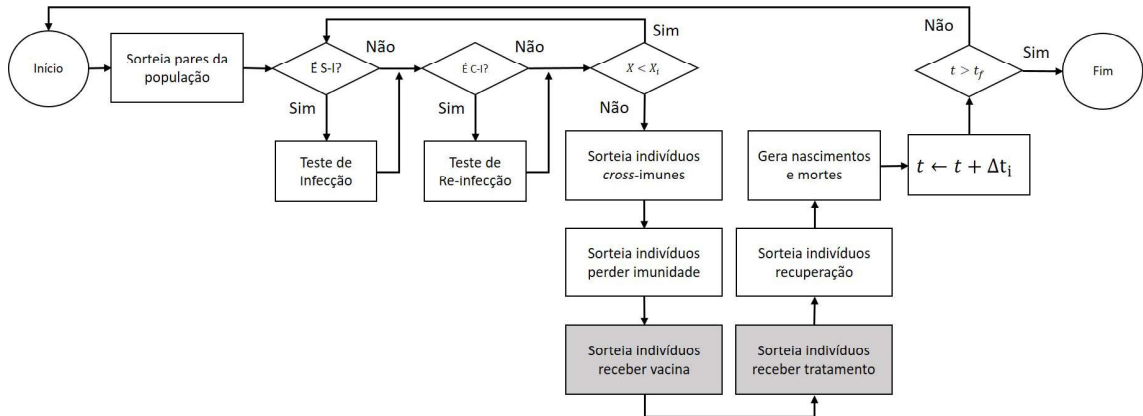 Início
Sorteia pares da
população
É S-I?
Não
Sim
Teste de
Infecção
É C-I?
Não
Sim
Teste de
Re-infecção
X < Xᵢ
Sim
Não
Sorteia indivíduos
cross-imunes
Sorteia indivíduos
perder imunidade
Sorteia indivíduos
receber vacina
Sorteia indivíduos
receber tratamento
Sorteia indivíduos
recuperação
Gera nascimentos
e mortes
t ← t + Δtᵢ
t > t_f
Não
Sim
Fim